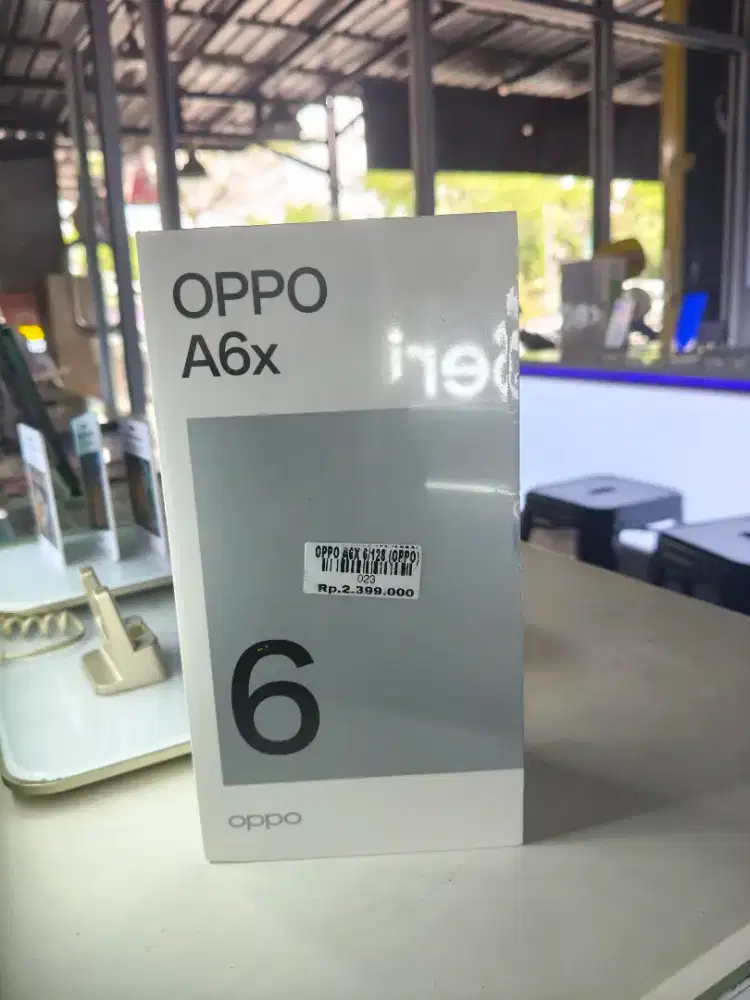 OPPO
A6x
OPPO A6X 6/128 (OPPO)
023
Rp.2.399.000
6
oppo